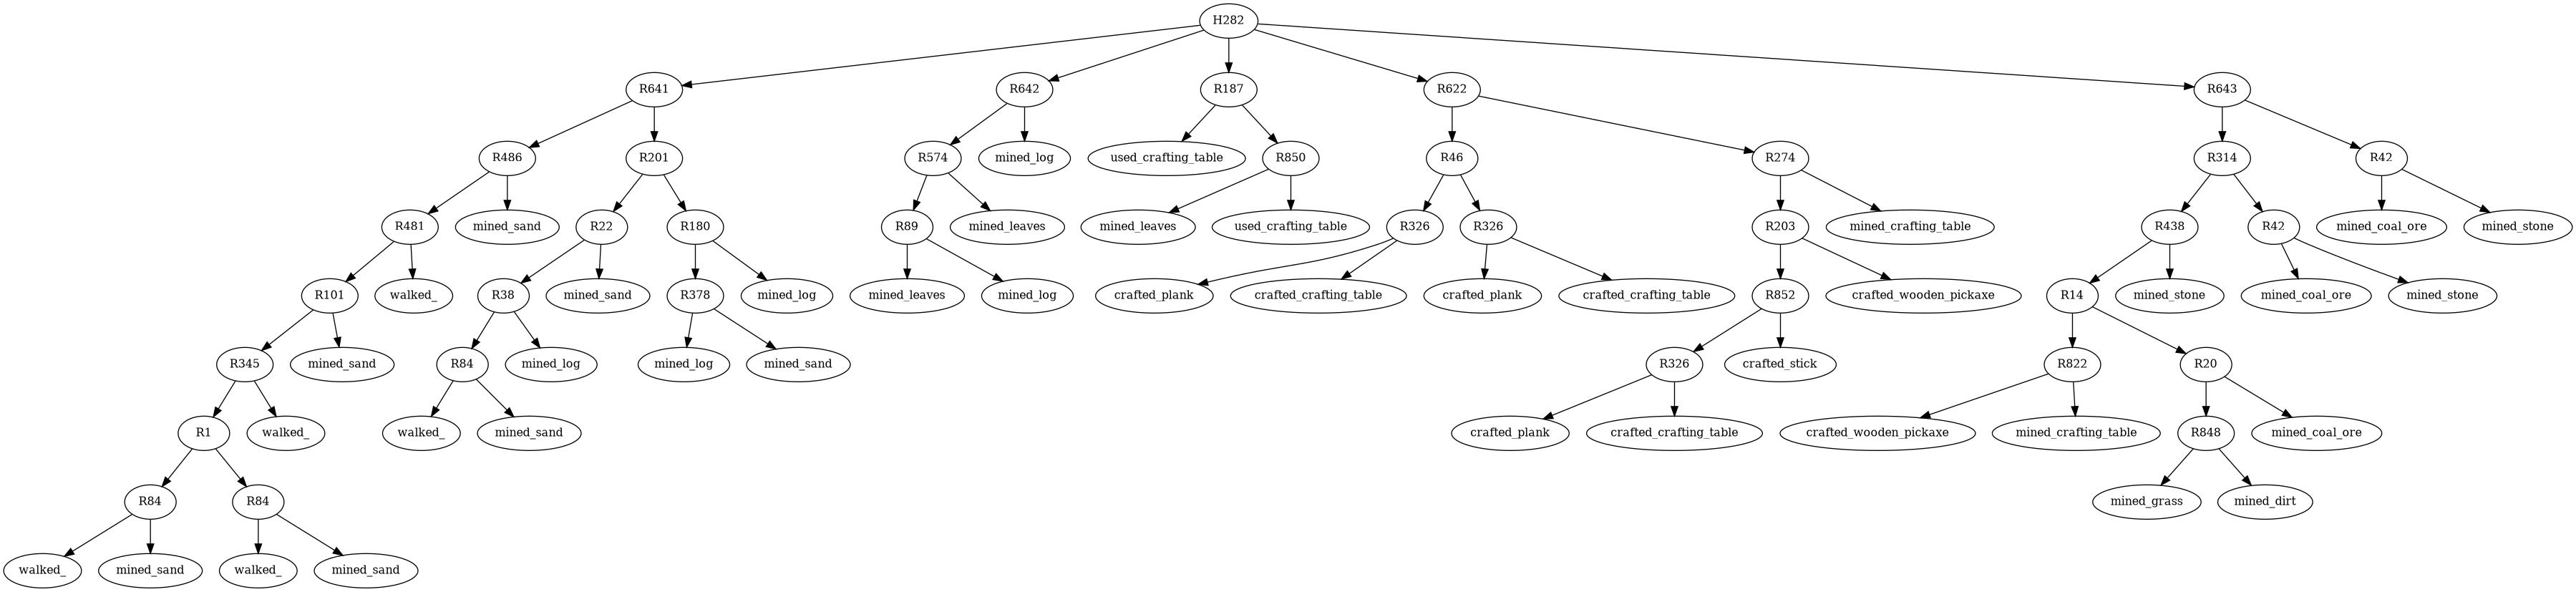 H282
R641
R642
R187
R622
R643
R486
R201
R574
mined_log
used_crafting_table
R850
R46
R274
R314
R42
R481
mined_sand
R22
R180
R89
mined_leaves
mined_leaves
used_crafting_table
R326
R326
R203
mined_crafting_table
R438
R42
mined_coal_ore
mined_stone
R101
walked_
R38
mined_sand
R378
mined_log
mined_leaves
mined_log
crafted_plank
crafted_crafting_table
crafted_plank
crafted_crafting_table
R852
crafted_wooden_pickaxe
R14
mined_stone
mined_coal_ore
mined_stone
R345
mined_sand
R84
mined_log
mined_log
mined_sand
R326
crafted_stick
R822
R20
R1
walked_
walked_
mined_sand
crafted_plank
crafted_crafting_table
crafted_wooden_pickaxe
mined_crafting_table
R848
mined_coal_ore
R84
R84
mined_grass
mined_dirt
walked_
mined_sand
walked_
mined_sand